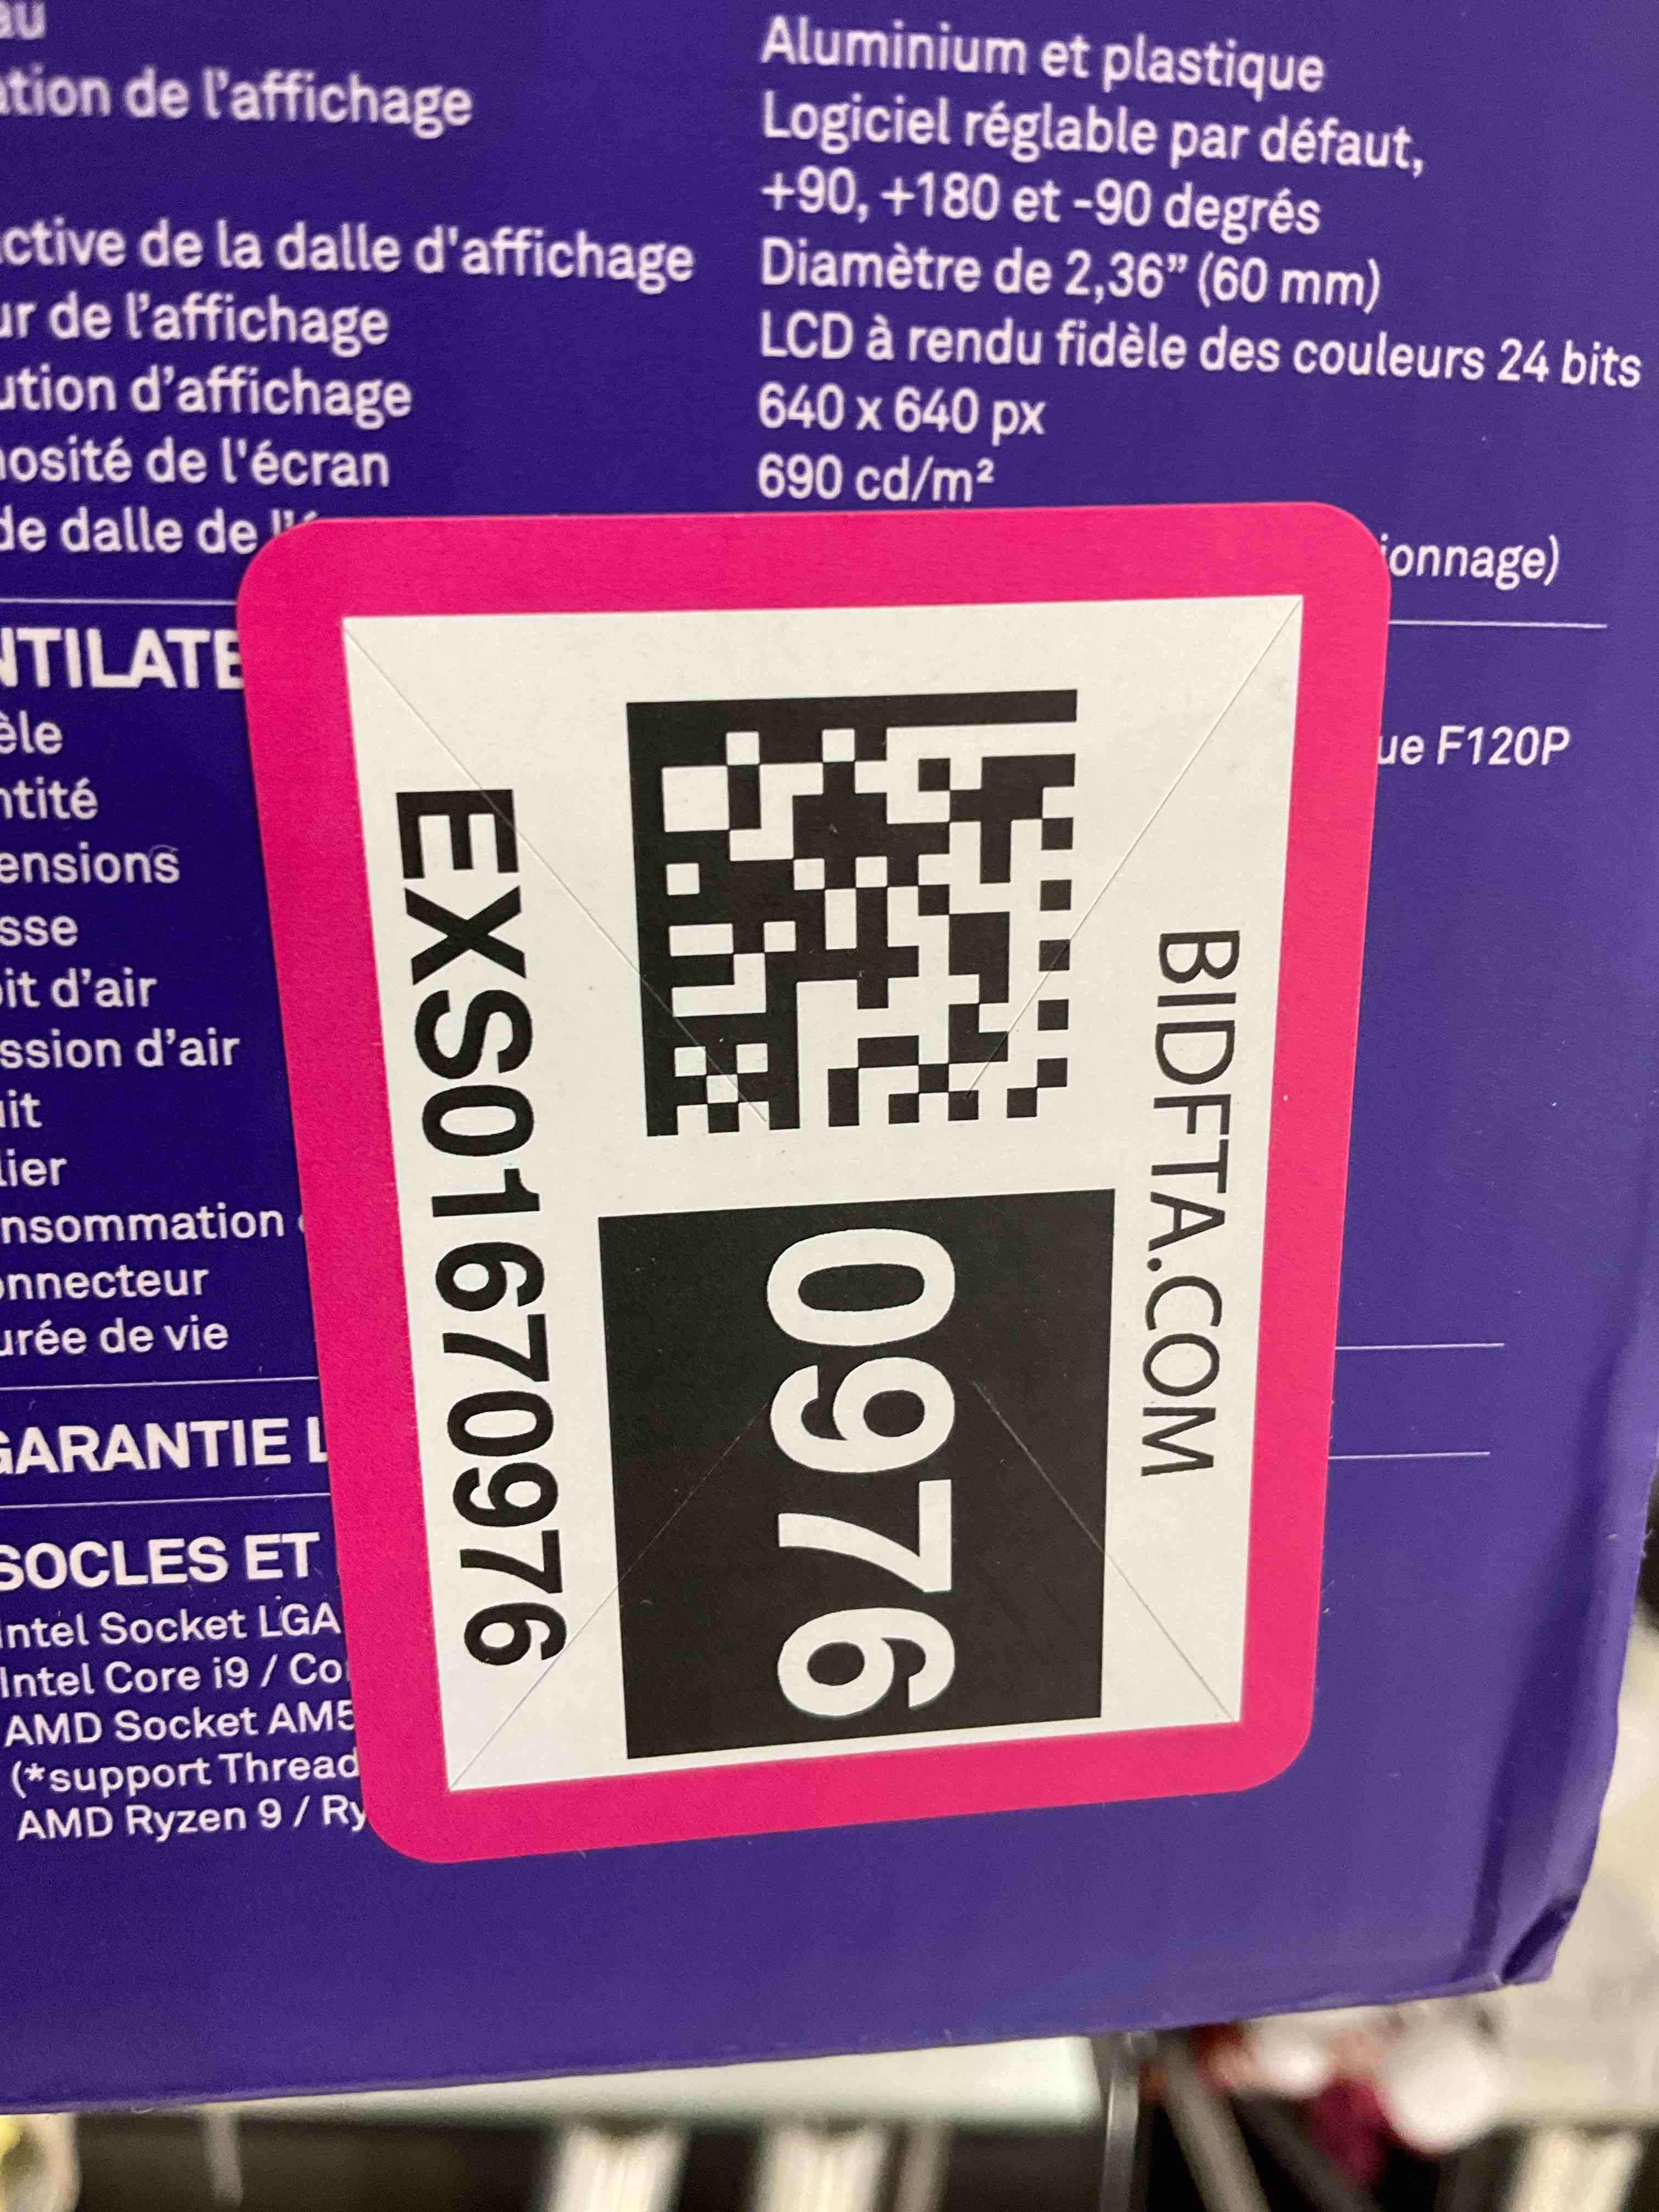 au
ation de l'affichage
ctive de la dalle d'affichage
ur de l'affichage
ution d'affichage
nosité de l'écran
de dalle de l'é
Aluminium et plastique
Logiciel réglable par défaut,
+90, +180 et -90 degrés
Diamètre de 2,36” (60 mm)
LCD à rendu fidèle des couleurs 24 bits
640 x 640 px
690 cd/m²
ionnage)
NTILATE
èle
ntité
ensions
sse
it d'air
ssion d'air
uit
lier
nsommation
onnecteur
urée de vie
ue F120P
GARANTIE L
SOCLES ET
Intel Socket LGA
Intel Core i9 / Co
AMD Socket AM5
(*support Thread
AMD Ryzen 9 / Ry
BIDFTA.COM
0976
EXS01670976